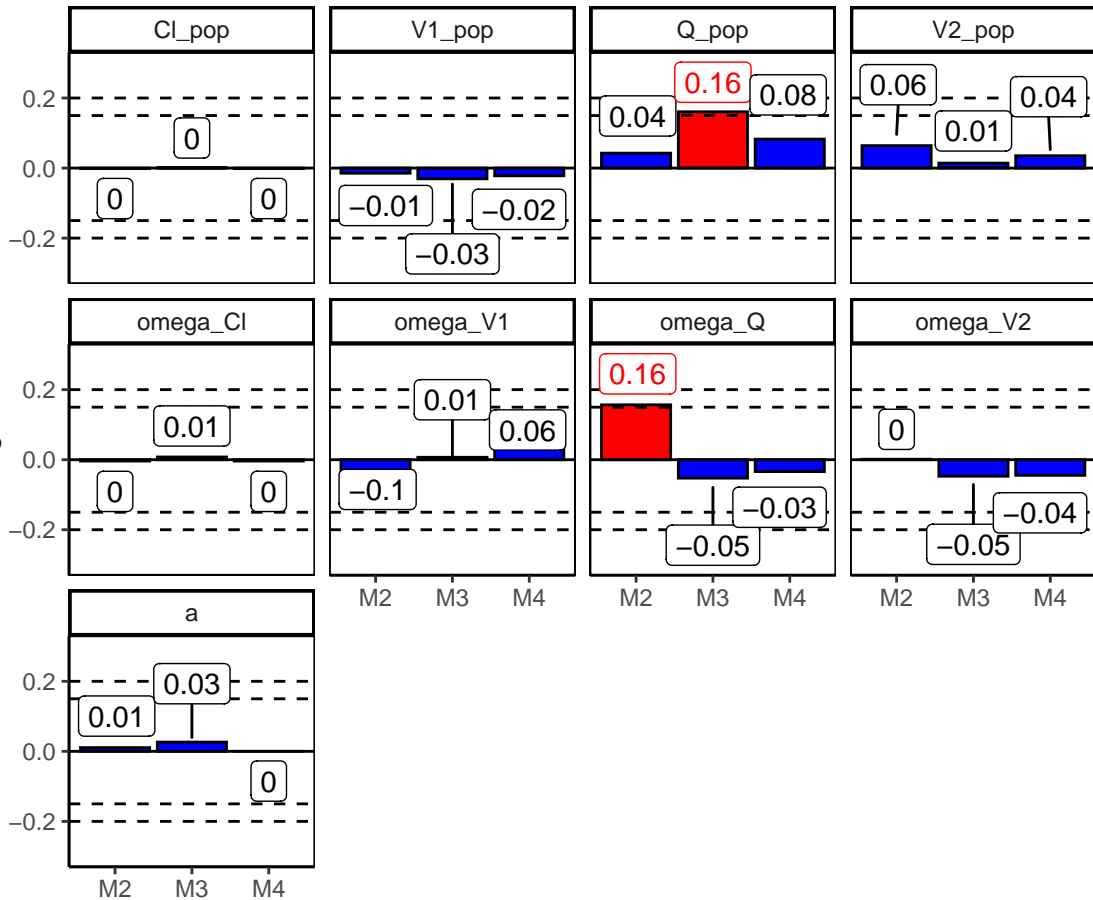 Cl_pop V1_pop Q_pop V2_pop
0.2 0.0 −0.2
0 0 0
−0.01 −0.03 −0.02
0.04 0.16 0.08
0.06 0.01 0.04
omega_Cl omega_V1 omega_Q omega_V2
0.2 0.0 −0.2
0 0.01 0
−0.1 0.01 0.06
0.16 −0.05 −0.03
0 −0.05 −0.04
M2 M3 M4 M2 M3 M4 M2 M3 M4
a
0.2 0.0 −0.2
0.01 0.03 0
M2 M3 M4